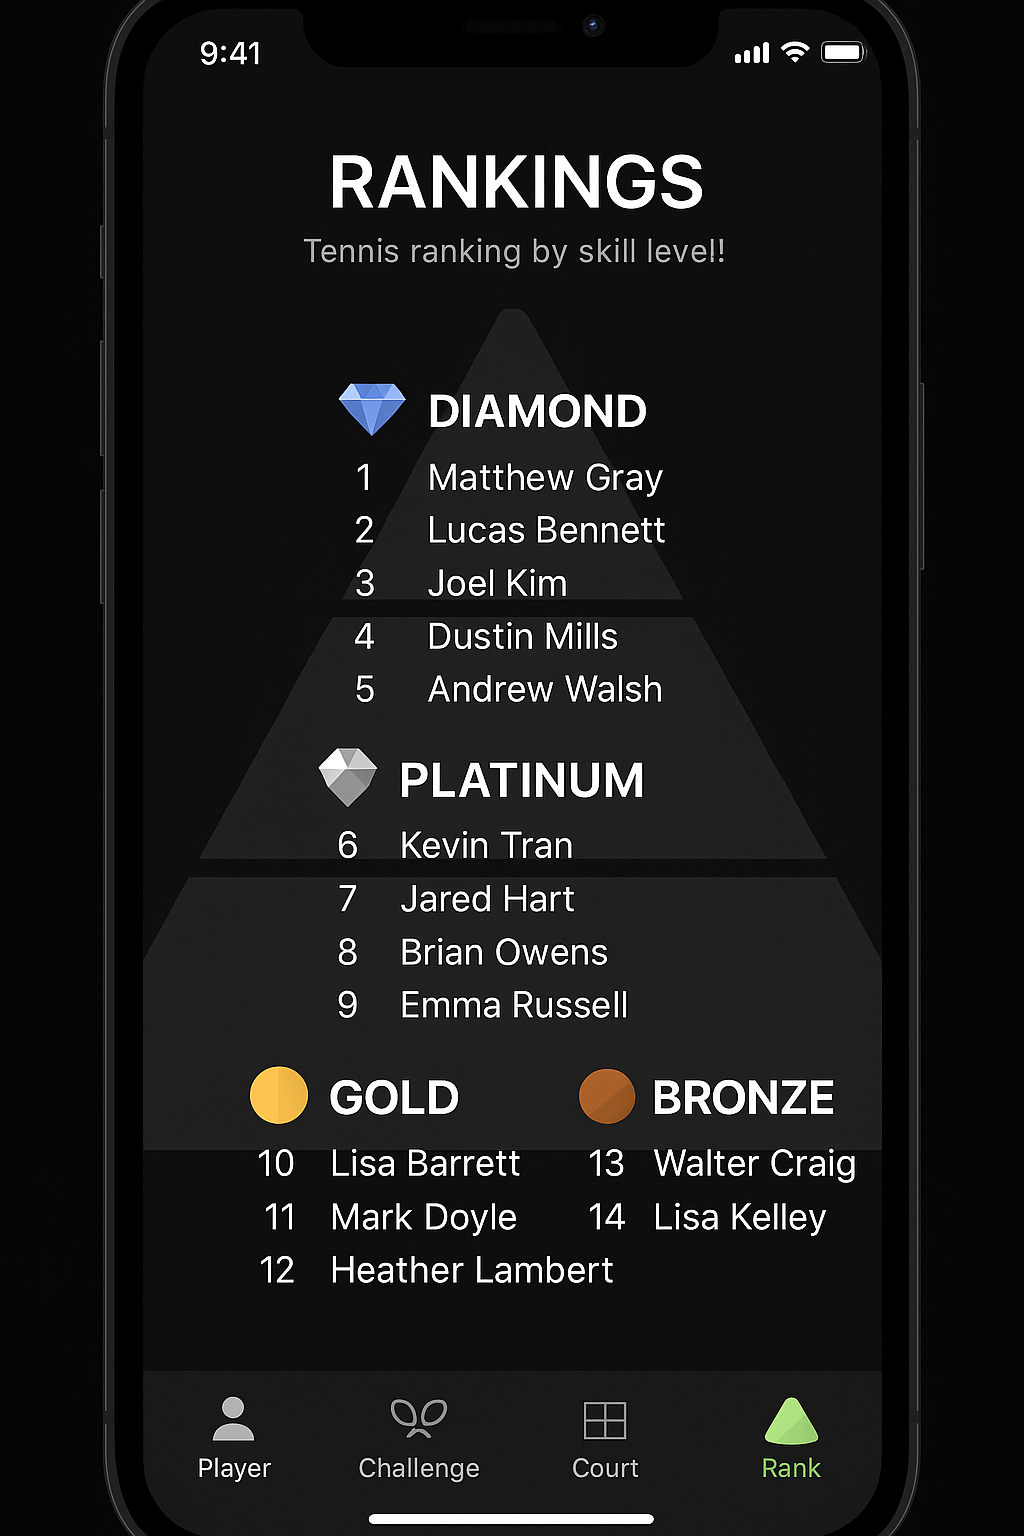 9:41
RANKINGS
Tennis ranking by skill level!
DIAMOND
1 Matthew Gray
2 Lucas Bennett
3 Joel Kim
4 Dustin Mills
5 Andrew Walsh
PLATINUM
6 Kevin Tran
7 Jared Hart
8 Brian Owens
9 Emma Russell
GOLD
10 Lisa Barrett
11 Mark Doyle
12 Heather Lambert
BRONZE
13 Walter Craig
14 Lisa Kelley
Player Challenge Court Rank